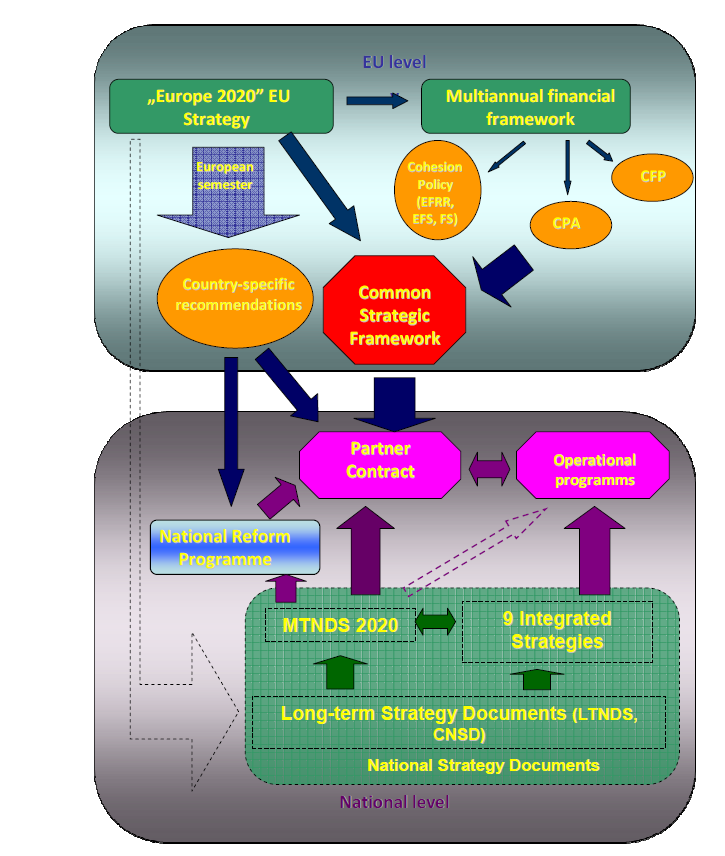 EU level
„Europe 2020” EU
Strategy
Multiannual financial
framework
European
semester
Cohesion
Policy
(EFRR,
EFS, FS)
CFP
CPA
Country-specific
recommendations
Common
Strategic
Framework
Partner
Contract
Operational
programms
National Reform
Programme
MTNDS 2020
9 Integrated
Strategies
Long-term Strategy Documents (LTNDS,
CNSD)
National Strategy Documents
National level